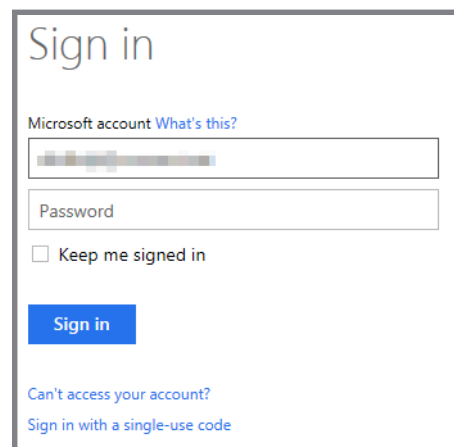 Sign in
Microsoft account What's this?
Password
Keep me signed in
Sign in
Can't access your account?
Sign in with a single-use code